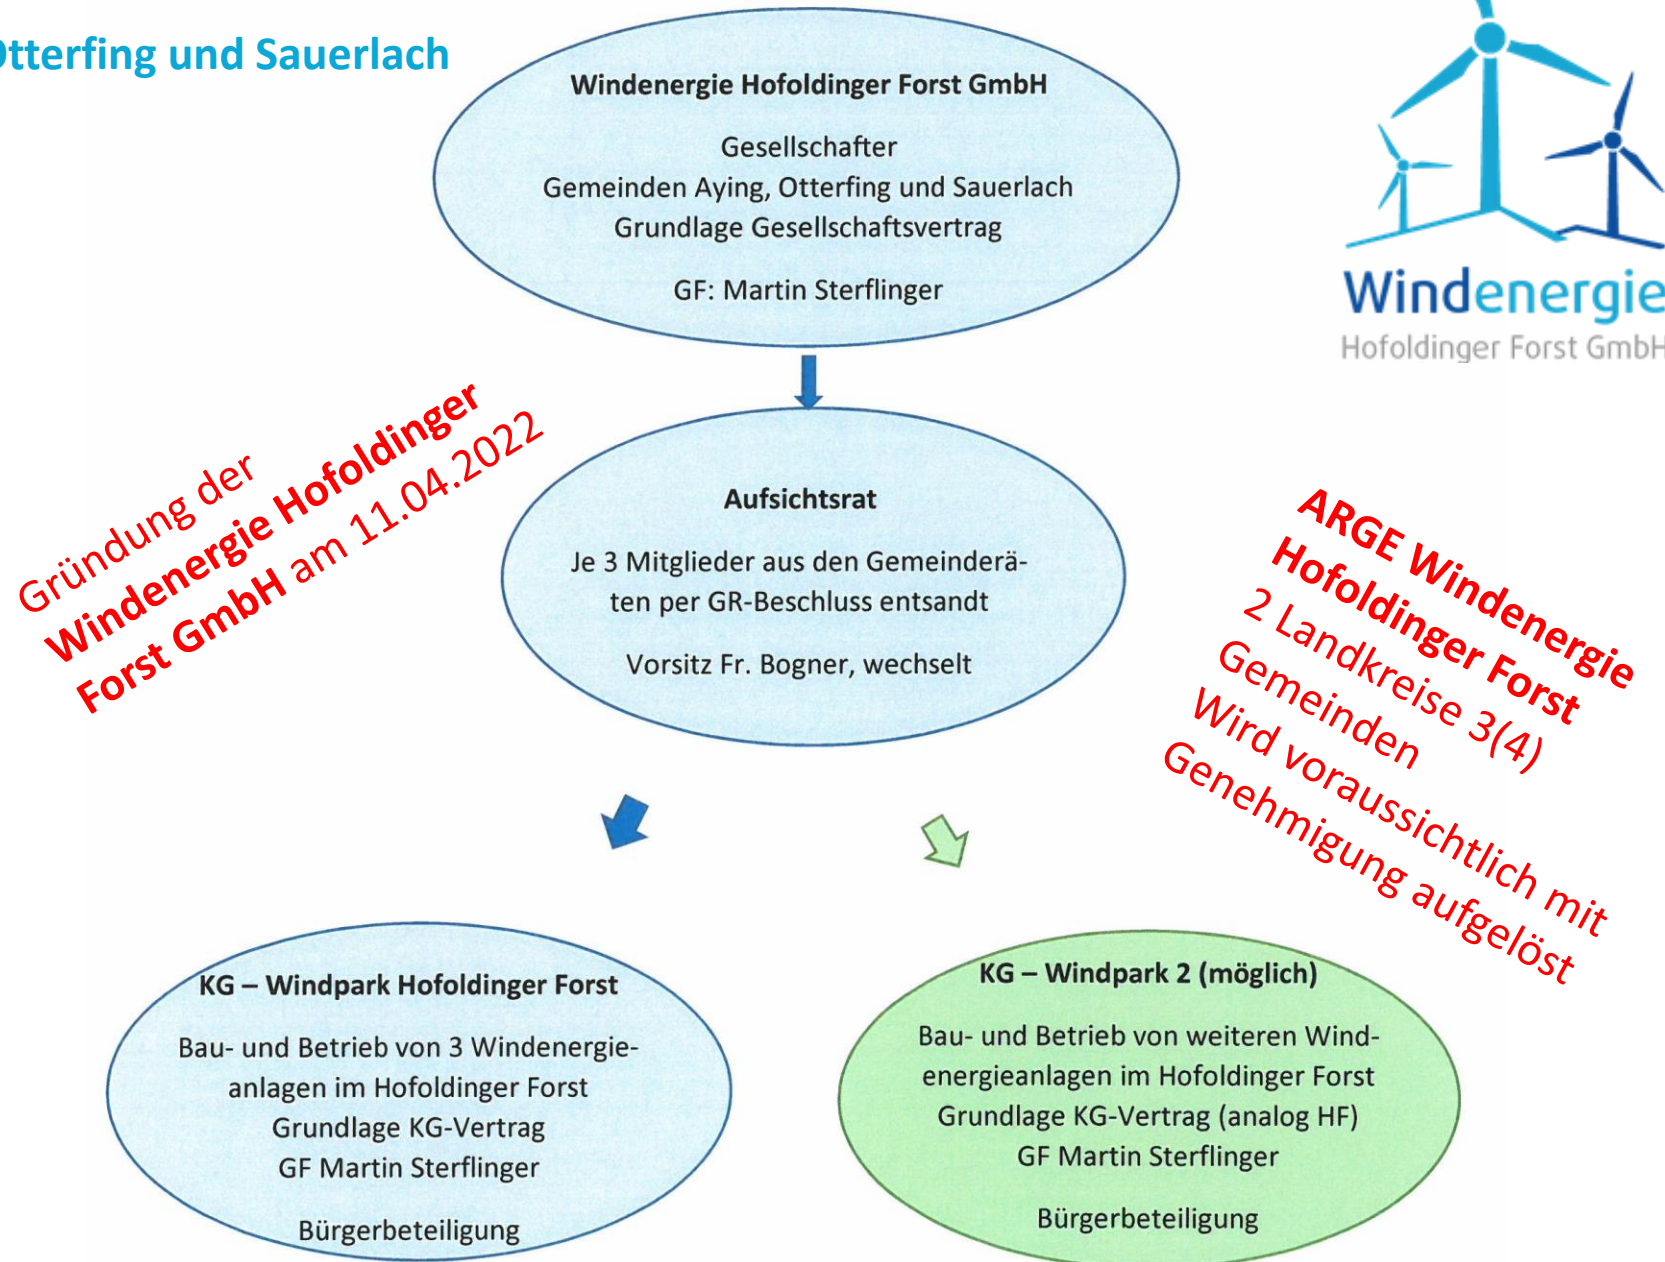 Otterfing und Sauerlach
Windenergie Hofoldinger Forst GmbH
Gesellschafter
Gemeinden Aying, Otterfing und Sauerlach
Grundlage Gesellschaftsvertrag
GF: Martin Sterflinger
Windenergie
Hofoldinger Forst GmbH
Gründung der
Windenergie Hofoldinger
Forst GmbH am 11.04.2022
Aufsichtsrat
Je 3 Mitglieder aus den Gemeinderä-
ten per GR-Beschluss entsandt
Vorsitz Fr. Bogner, wechselt
ARGE Windenergie
Hofoldinger Forst
2 Landkreise 3(4)
Gemeinden
Wird voraussichtlich mit
Genehmigung aufgelöst
KG – Windpark Hofoldinger Forst
Bau- und Betrieb von 3 Windenergie-
anlagen im Hofoldinger Forst
Grundlage KG-Vertrag
GF Martin Sterflinger
Bürgerbeteiligung
KG – Windpark 2 (möglich)
Bau- und Betrieb von weiteren Wind-
energieanlagen im Hofoldinger Forst
Grundlage KG-Vertrag (analog HF)
GF Martin Sterflinger
Bürgerbeteiligung